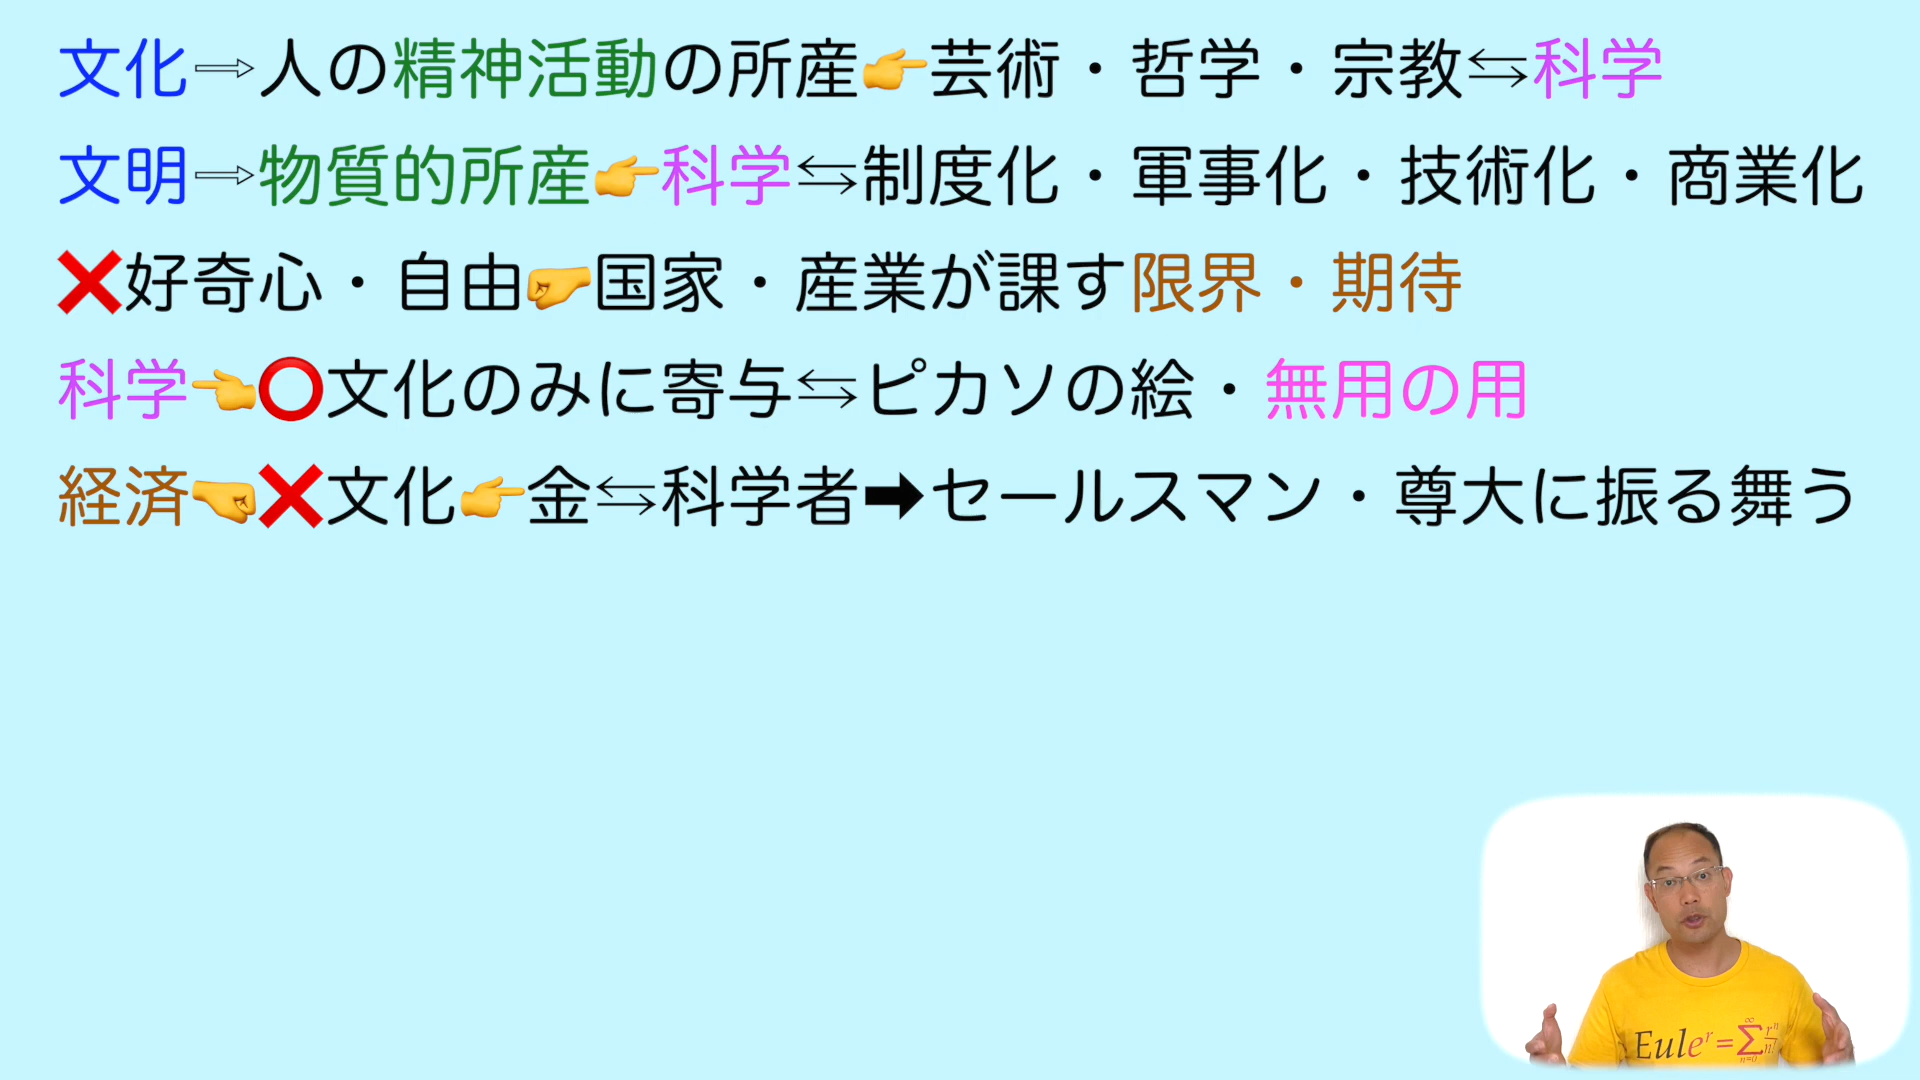 文化⇨人の精神活動の所産👉芸術・哲学・宗教⇆科学
文明⇨物質的所産👉科学⇆制度化・軍事化・技術化・商業化
❌好奇心・自由🤛国家・産業が課す限界・期待
科学👈⭕文化のみに寄与⇆ピカソの絵・無用の用
経済🤜❌文化👉金⇆科学者➡セールスマン・尊大に振る舞う
Euleʳ=∑rⁿ/n!
n=0
∞